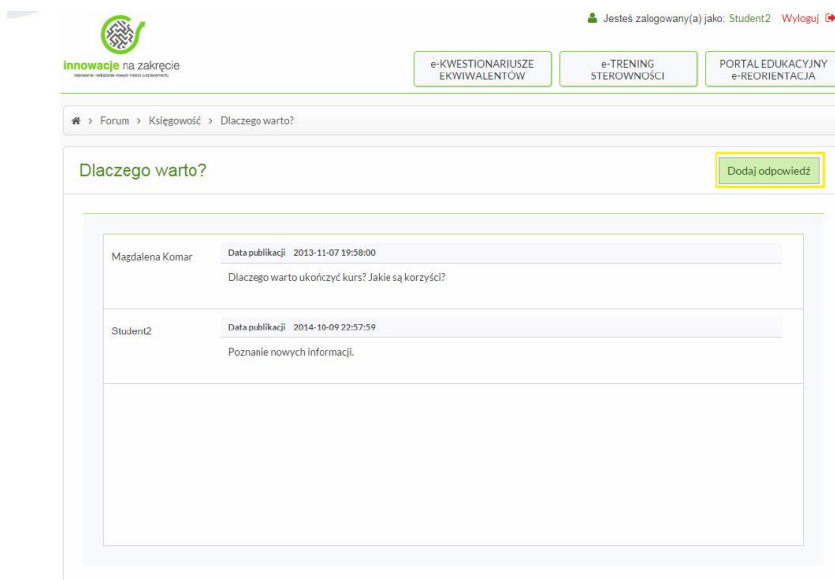 Jesteś zalogowany(a) jako: Student2 Wyloguj
innowacje na zakręcie
e-KWESTIONARIUSZE
EKWIWALENTÓW
e-TRENING
STEROWNOŚCI
PORTAL EDUKACYJNY
e-REORIENTACJA
> Forum > Księgowość > Dlaczego warto?
Dlaczego warto?
Dodaj odpowiedź
Magdalena Komar
Data publikacji 2013-11-07 19:58:00
Dlaczego warto ukończyć kurs? Jakie są korzyści?
Student2
Data publikacji 2014-10-09 22:57:59
Poznanie nowych informacji.